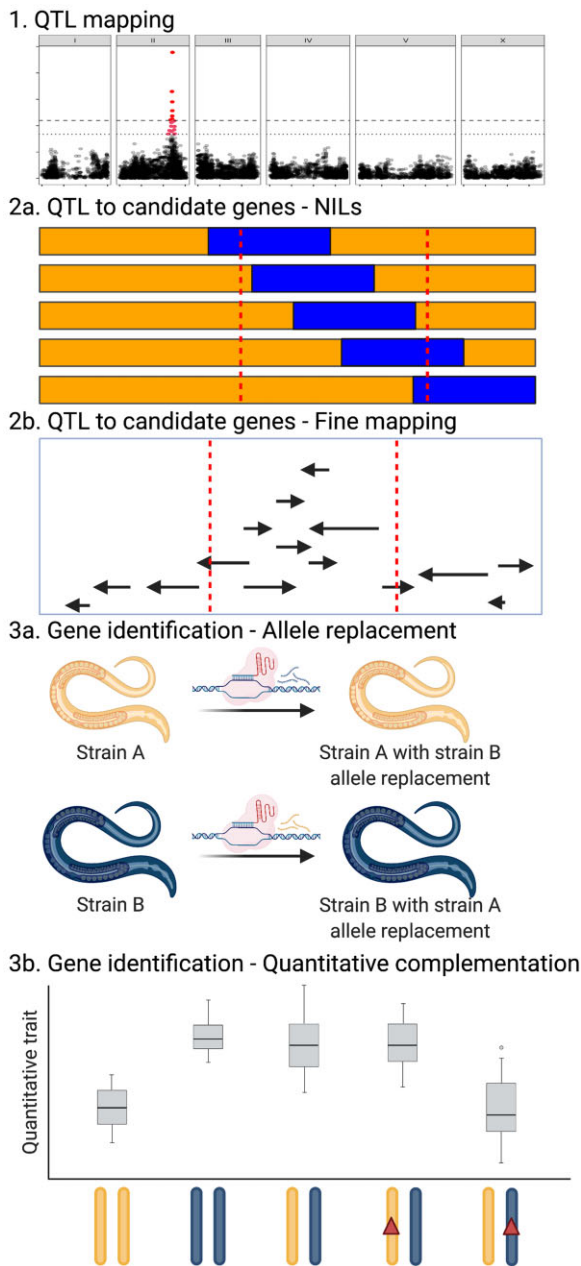 1. QTL mapping
I II III IV V X
2a. QTL to candidate genes - NILs
2b. QTL to candidate genes - Fine mapping
3a. Gene identification - Allele replacement
Strain A
Strain A with strain B
allele replacement
Strain B
Strain B with strain A
allele replacement
3b. Gene identification - Quantitative complementation
Quantitative trait